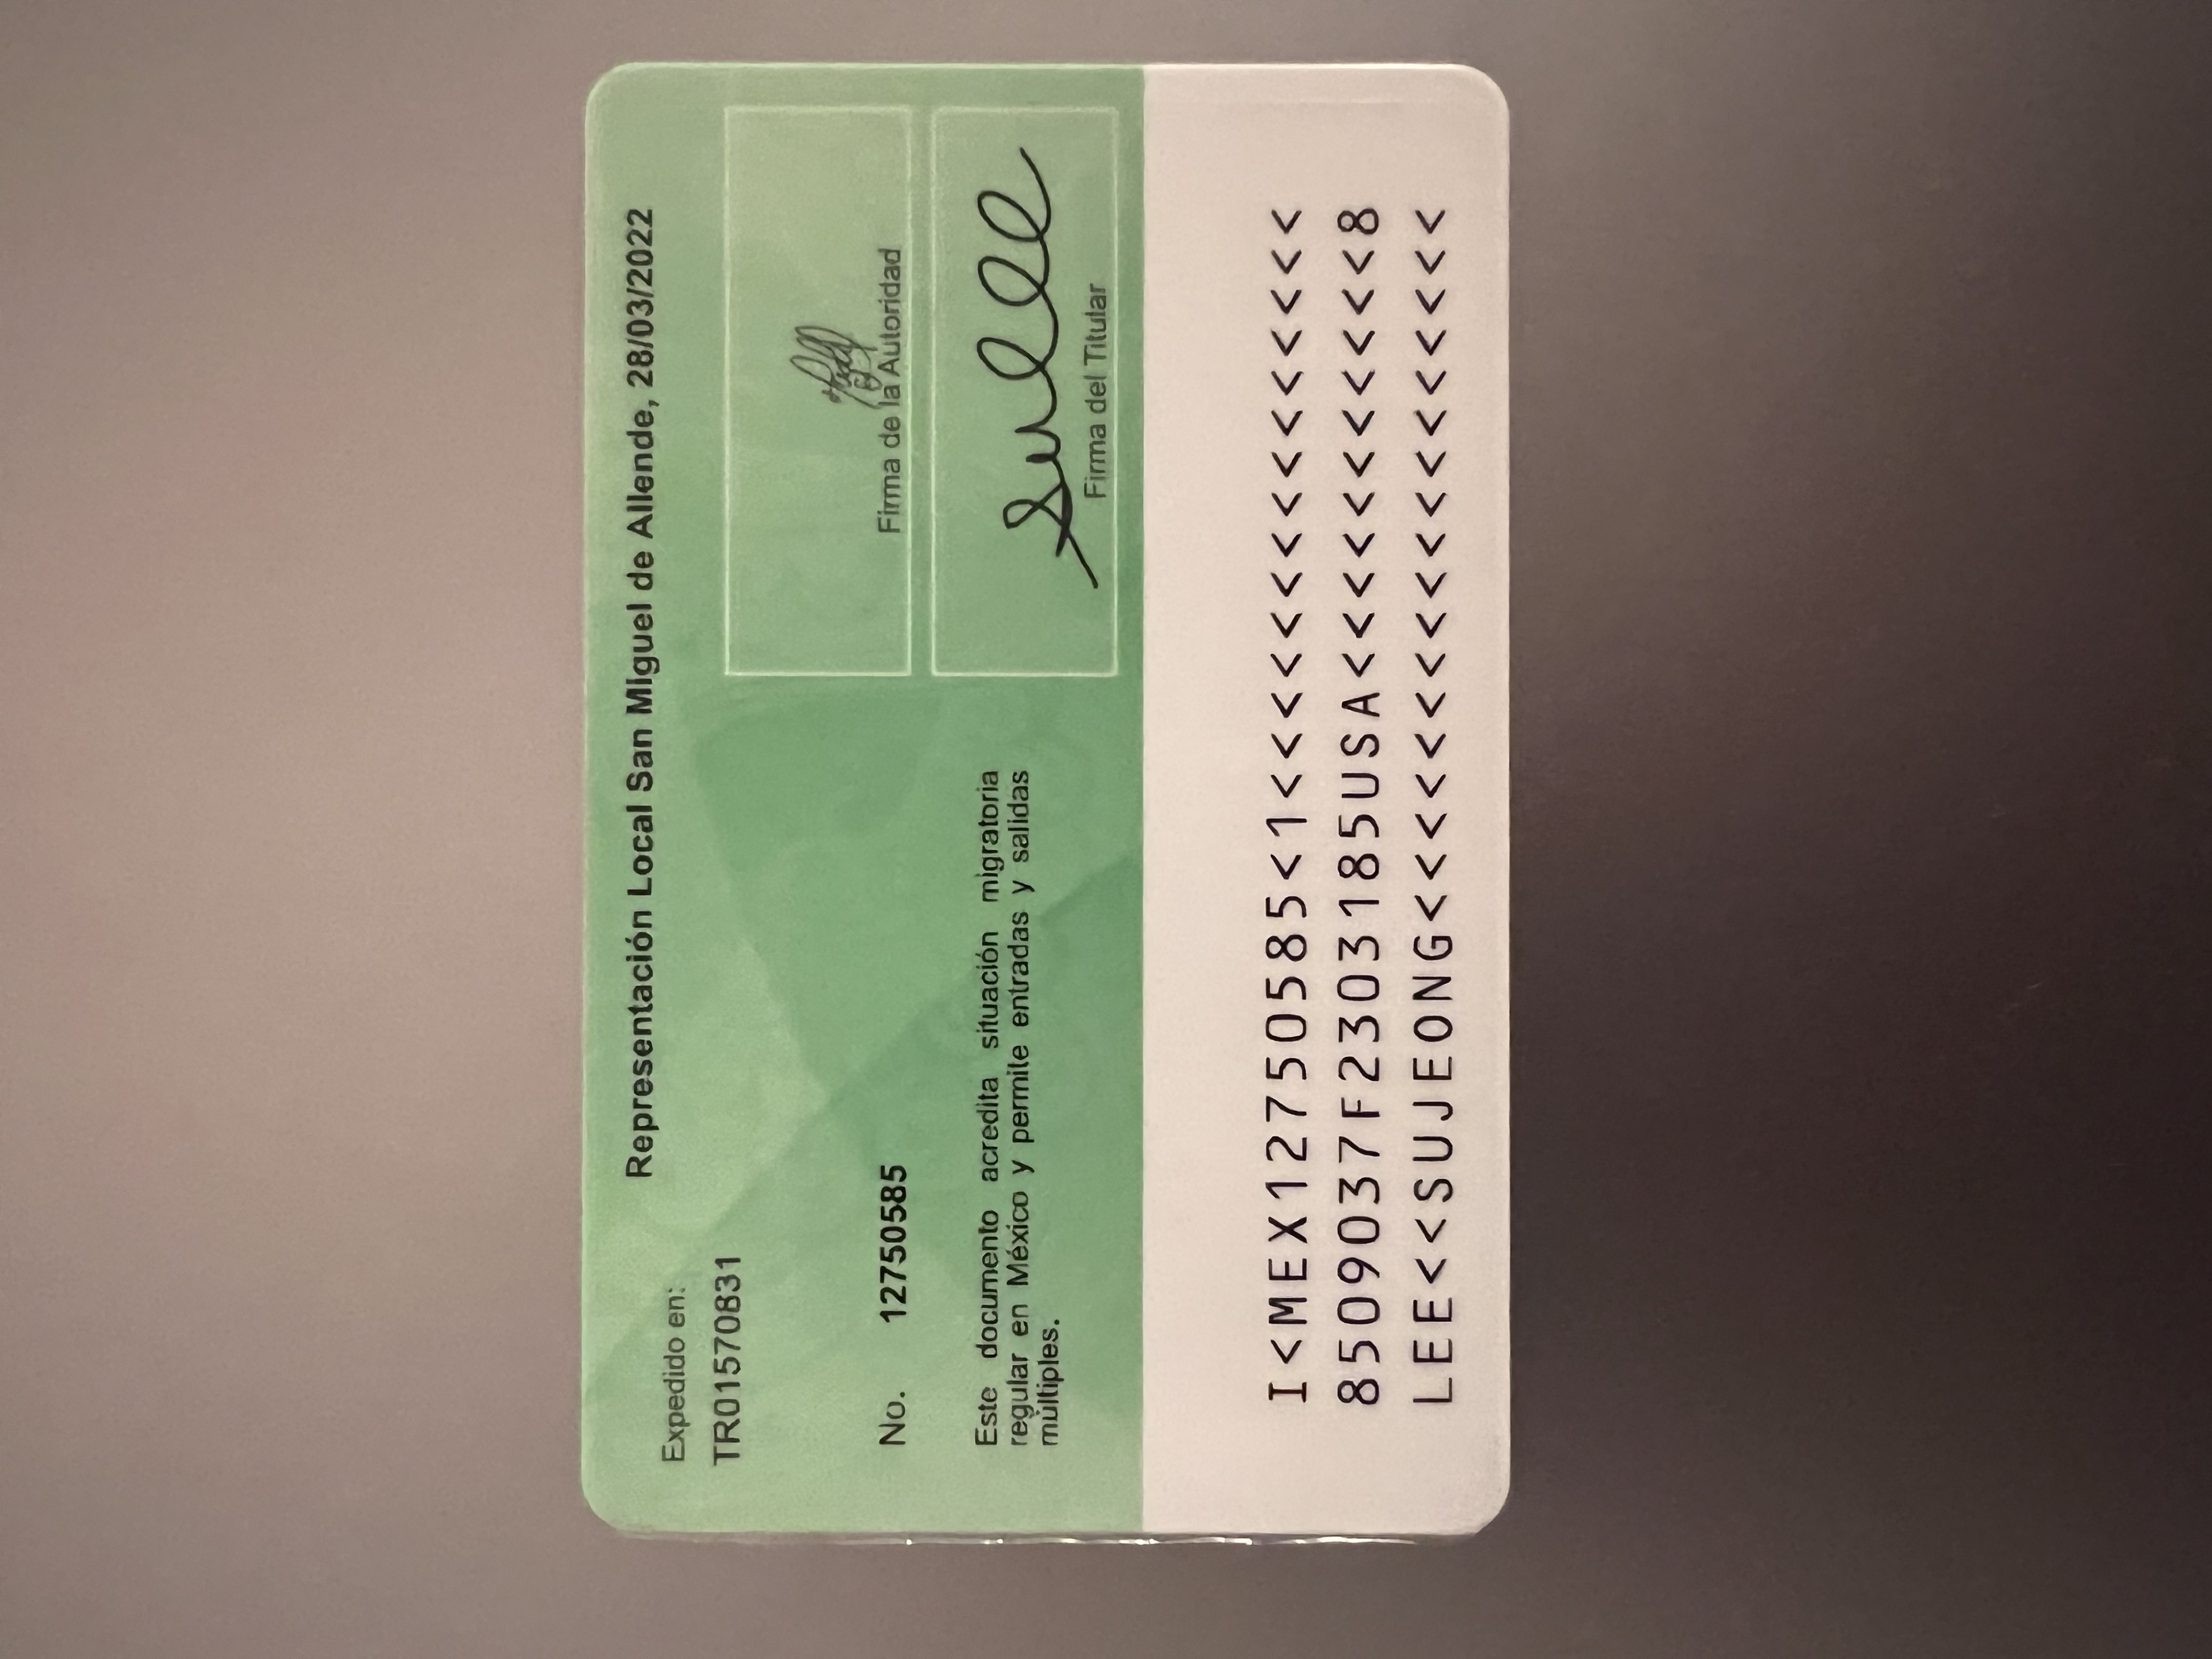 Representación Local San Miguel de Allende, 28/03/2022
Expedido en:
TR01570831
No. 12750585
Firma de la Autoridad
Este documento acredita situación migratoria
regular en México y permite entradas y salidas
múltiples.
Firma del Titular
I<MEX12750585<1<<<<<<<<<<<<<<<
8509037F2303185USA<<<<<<<<<<<8
LEE<<SUJEONG<<<<<<<<<<<<<<<<<<